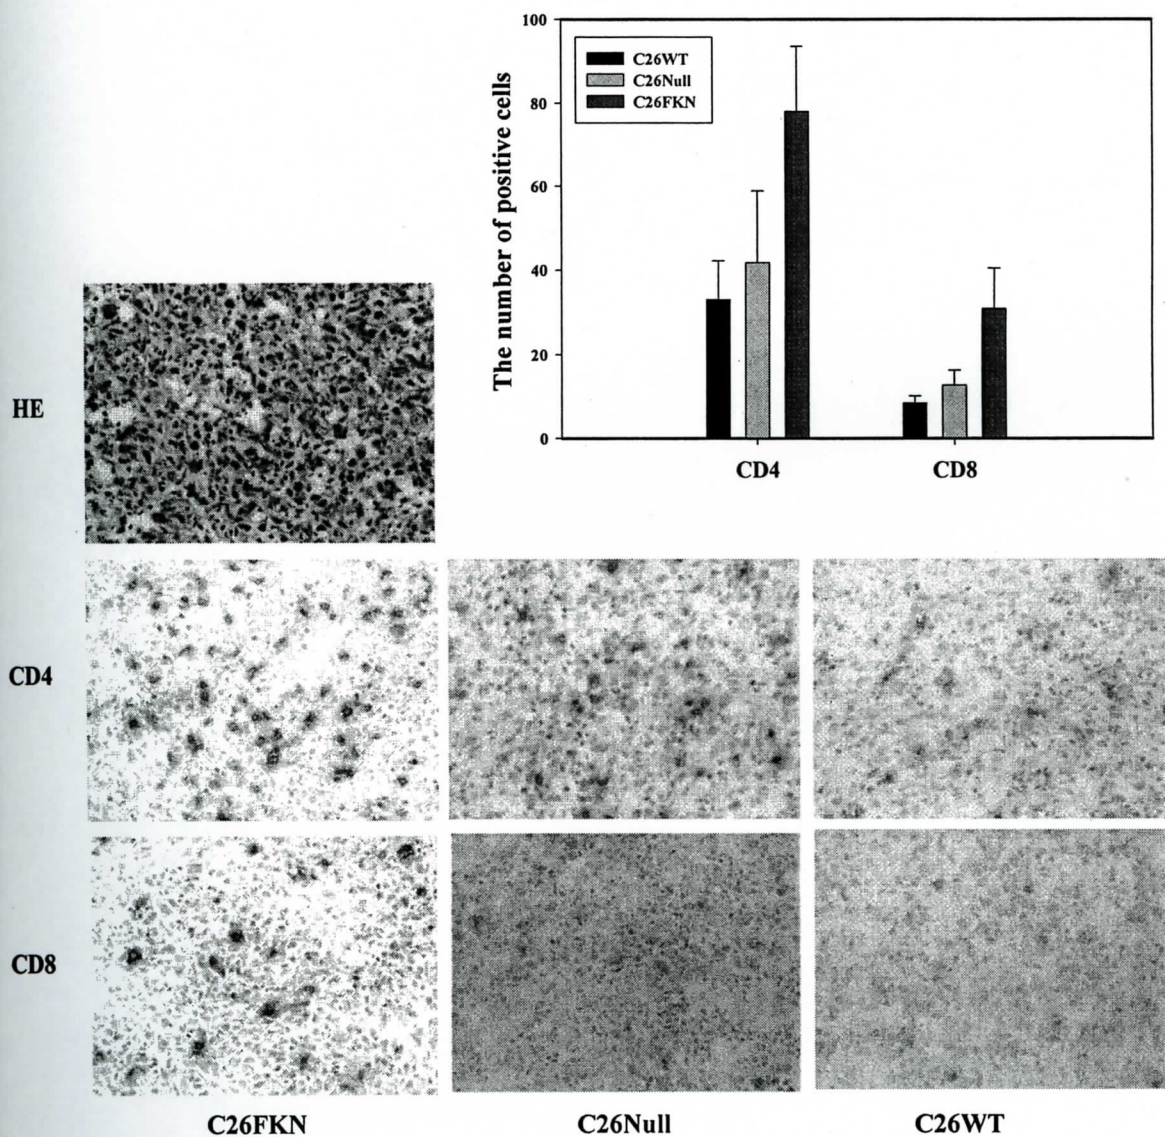 100
80
60
40
20
0
The number of positive cells
C26WT
C26Null
C26FKN
CD4 CD8
HE
CD4
CD8
C26FKN C26Null C26WT